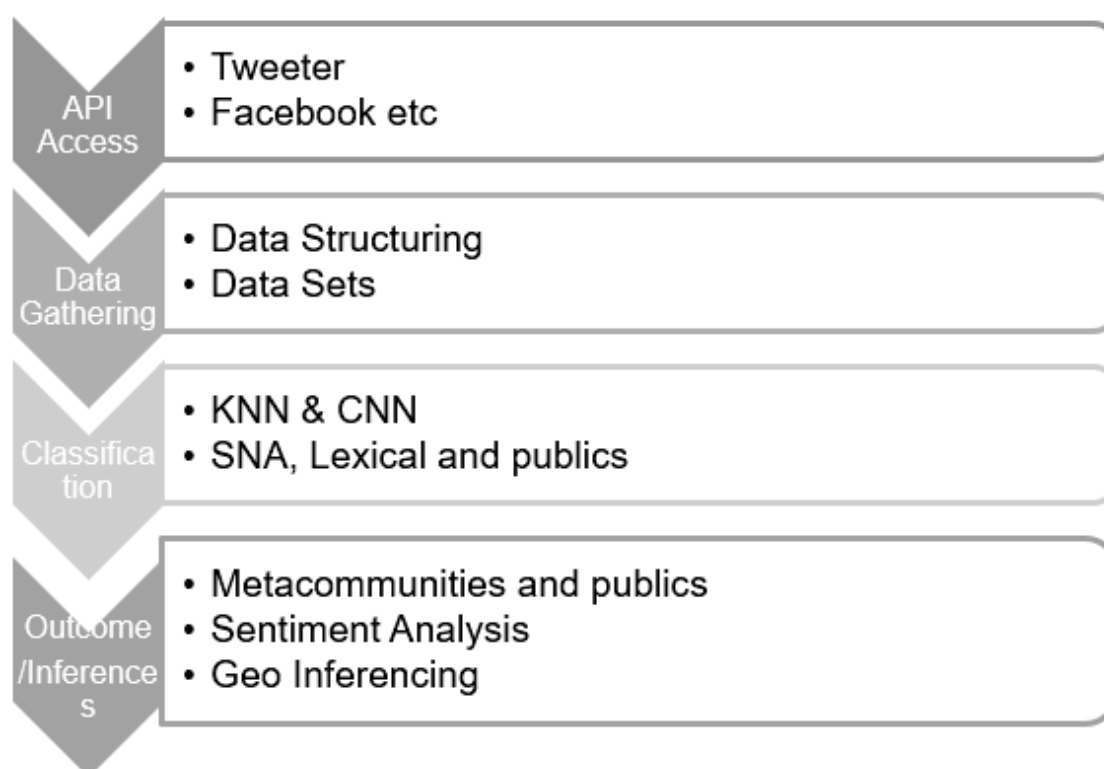 API
Access
• Tweeter
• Facebook etc
Data
Gathering
• Data Structuring
• Data Sets
Classifica
tion
• KNN & CNN
• SNA, Lexical and publics
Outcome
/Inference
s
• Metacommunities and publics
• Sentiment Analysis
• Geo Inferencing